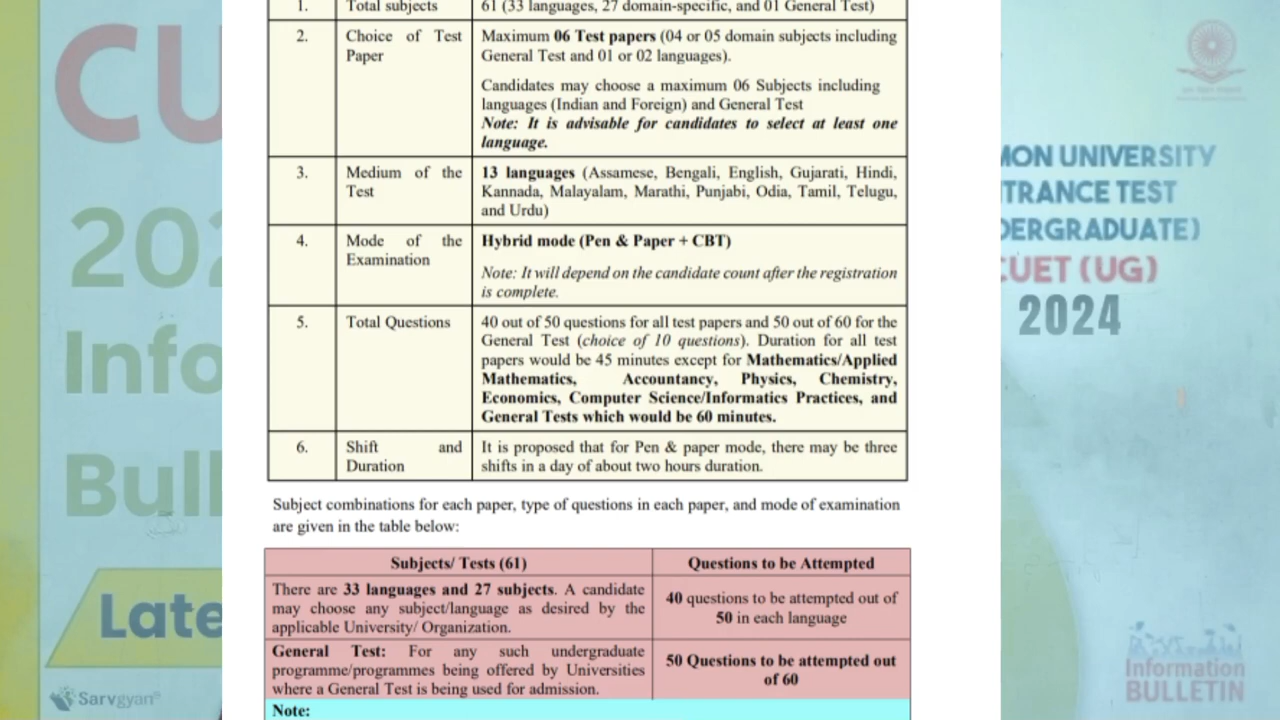 CU
202
Info
Bull
Late
Sarvgyan
1. Total subjects 61 (33 languages, 27 domain-specific, and 01 General Test)
2. Choice of Test Maximum 06 Test papers (04 or 05 domain subjects including
Paper General Test and 01 or 02 languages).
Candidates may choose a maximum 06 Subjects including
languages (Indian and Foreign) and General Test
Note: It is advisable for candidates to select at least one
language.
3. Medium of the 13 languages (Assamese, Bengali, English, Gujarati, Hindi,
Test Kannada, Malayalam, Marathi, Punjabi, Odia, Tamil, Telugu,
and Urdu)
4. Mode of the Hybrid mode (Pen & Paper + CBT)
Examination
Note: It will depend on the candidate count after the registration
is complete.
5. Total Questions 40 out of 50 questions for all test papers and 50 out of 60 for the
General Test (choice of 10 questions). Duration for all test
papers would be 45 minutes except for Mathematics/Applied
Mathematics, Accountancy, Physics, Chemistry,
Economics, Computer Science/Informatics Practices, and
General Tests which would be 60 minutes.
6. Shift and It is proposed that for Pen & paper mode, there may be three
Duration shifts in a day of about two hours duration.
Subject combinations for each paper, type of questions in each paper, and mode of examination
are given in the table below:
Subjects/ Tests (61) Questions to be Attempted
There are 33 languages and 27 subjects. A candidate
may choose any subject/language as desired by the
applicable University/ Organization.
40 questions to be attempted out of
50 in each language
General Test: For any such undergraduate
programme/programmes being offered by Universities
where a General Test is being used for admission.
50 Questions to be attempted out
of 60
Note:
MON UNIVERSITY
TRANCE TEST
DERGRADUATE)
CUET (UG)
2024
Information
BULLETIN